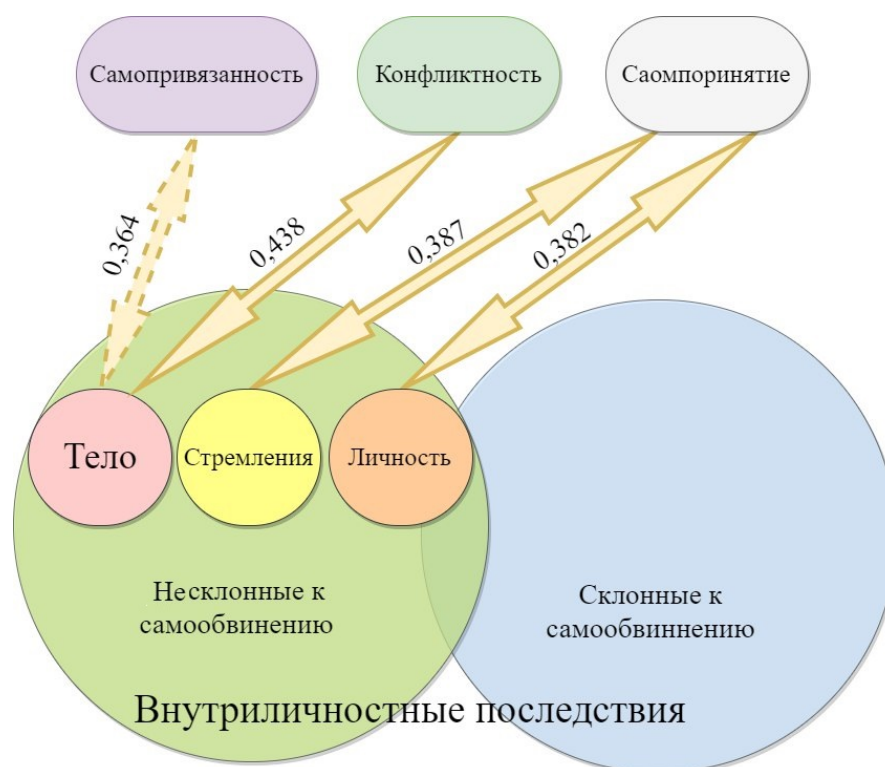 Самопривязанность
Конфликтность
Саомпоринятие
0,364
0,438
0,387
0,382
Тело
Стремления
Личность
Несклонные к
самообвинению
Склонные к
самообвиннению
Внутриличностные последствия